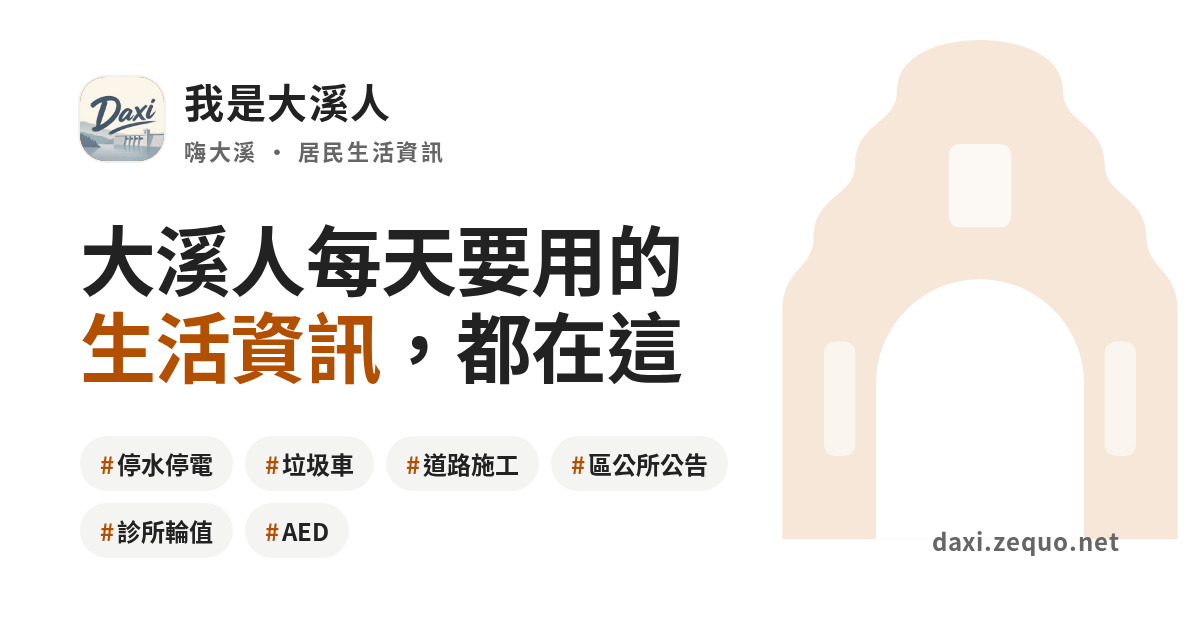 Daxi
我是大溪人
嗨大溪 · 居民生活資訊
大溪人每天要用的
生活資訊，都在這
#停水停電 #垃圾車 #道路施工 #區公所公告
#診所輪值 #AED
daxi.zequo.net